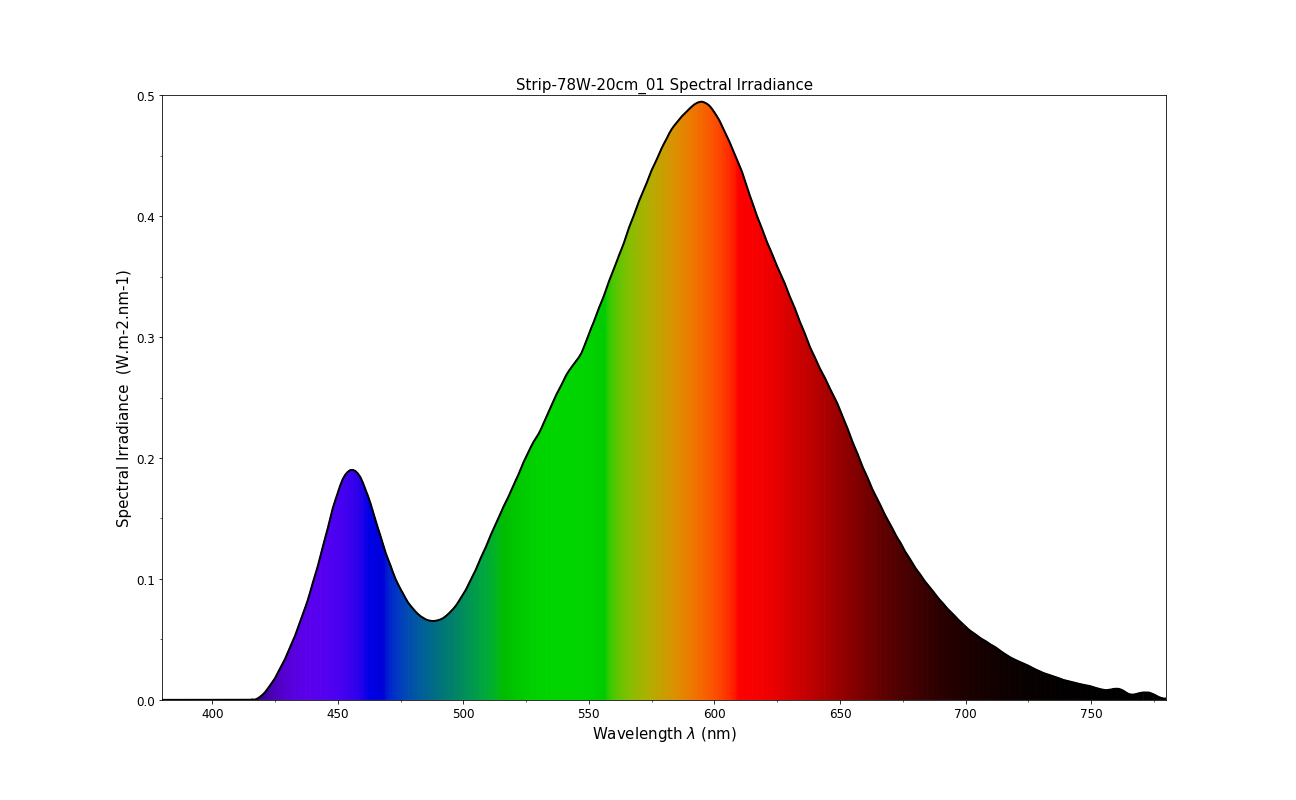 Strip-78W-20cm_01 Spectral Irradiance
Spectral Irradiance (W.m-2.nm-1)
0.5
0.4
0.3
0.2
0.1
0.0
400 450 500 550 600 650 700 750
Wavelength λ (nm)